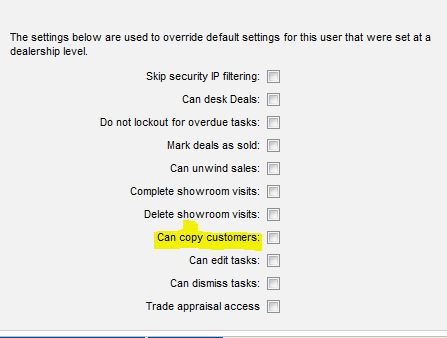 The settings below are used to override default settings for this user that were set at a
dealership level.
Skip security IP filtering:
Can desk Deals:
Do not lockout for overdue tasks:
Mark deals as sold:
Can unwind sales:
Complete showroom visits:
Delete showroom visits:
Can copy customers:
Can edit tasks:
Can dismiss tasks:
Trade appraisal access